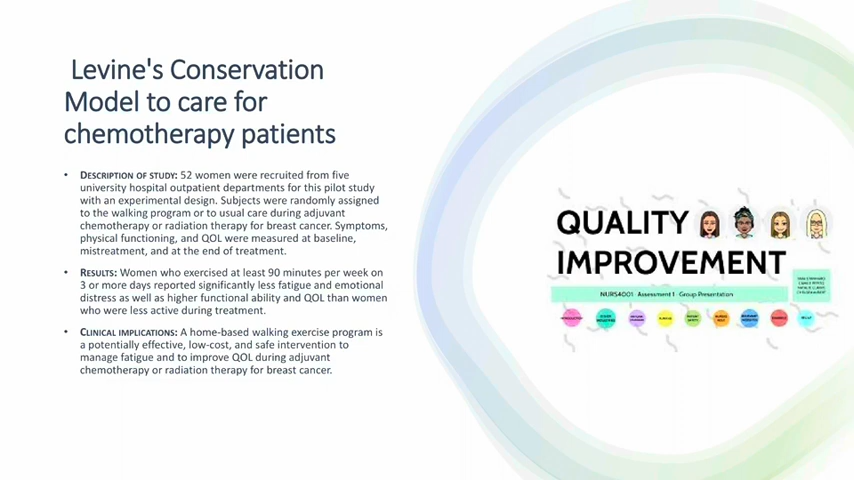 Levine's Conservation
Model to care for
chemotherapy patients
• DESCRIPTION OF STUDY: 52 women were recruited from five
university hospital outpatient departments for this pilot study
with an experimental design. Subjects were randomly assigned
to the walking program or to usual care during adjuvant
chemotherapy or radiation therapy for breast cancer. Symptoms,
physical functioning, and QOL were measured at baseline,
mistreatment, and at the end of treatment.
• RESULTS: Women who exercised at least 90 minutes per week on
3 or more days reported significantly less fatigue and emotional
distress as well as higher functional ability and QOL than women
who were less active during treatment.
• CLINICAL IMPLICATIONS: A home-based walking exercise program is
a potentially effective, low-cost, and safe intervention to
manage fatigue and to improve QOL during adjuvant
chemotherapy or radiation therapy for breast cancer.
QUALITY
IMPROVEMENT
NURS4001 Assessment 1 Group Presentation